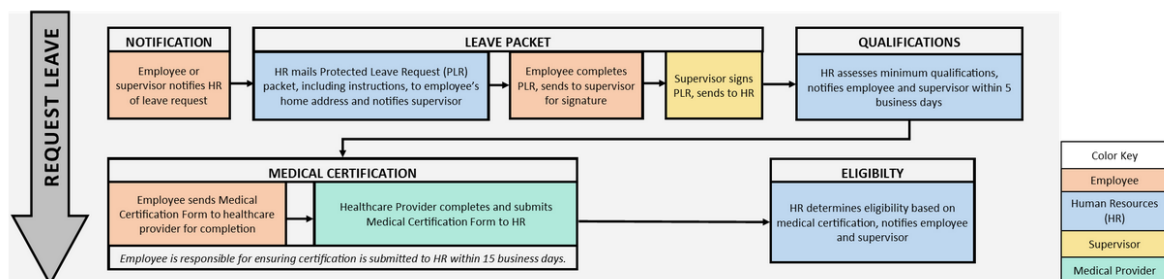 REQUEST LEAVE
NOTIFICATION
Employee or
supervisor notifies HR
of leave request
LEAVE PACKET
HR mails Protected Leave Request (PLR)
packet, including instructions, to employee's
home address and notifies supervisor
Employee completes
PLR, sends to supervisor
for signature
Supervisor signs
PLR, sends to HR
QUALIFICATIONS
HR assesses minimum qualifications,
notifies employee and supervisor within 5
business days
MEDICAL CERTIFICATION
Employee sends Medical
Certification Form to healthcare
provider for completion
Healthcare Provider completes and submits
Medical Certification Form to HR
Employee is responsible for ensuring certification is submitted to HR within 15 business days.
ELIGIBILTY
HR determines eligibility based on
medical certification, notifies employee
and supervisor
Color Key
Employee
Human Resources
(HR)
Supervisor
Medical Provider